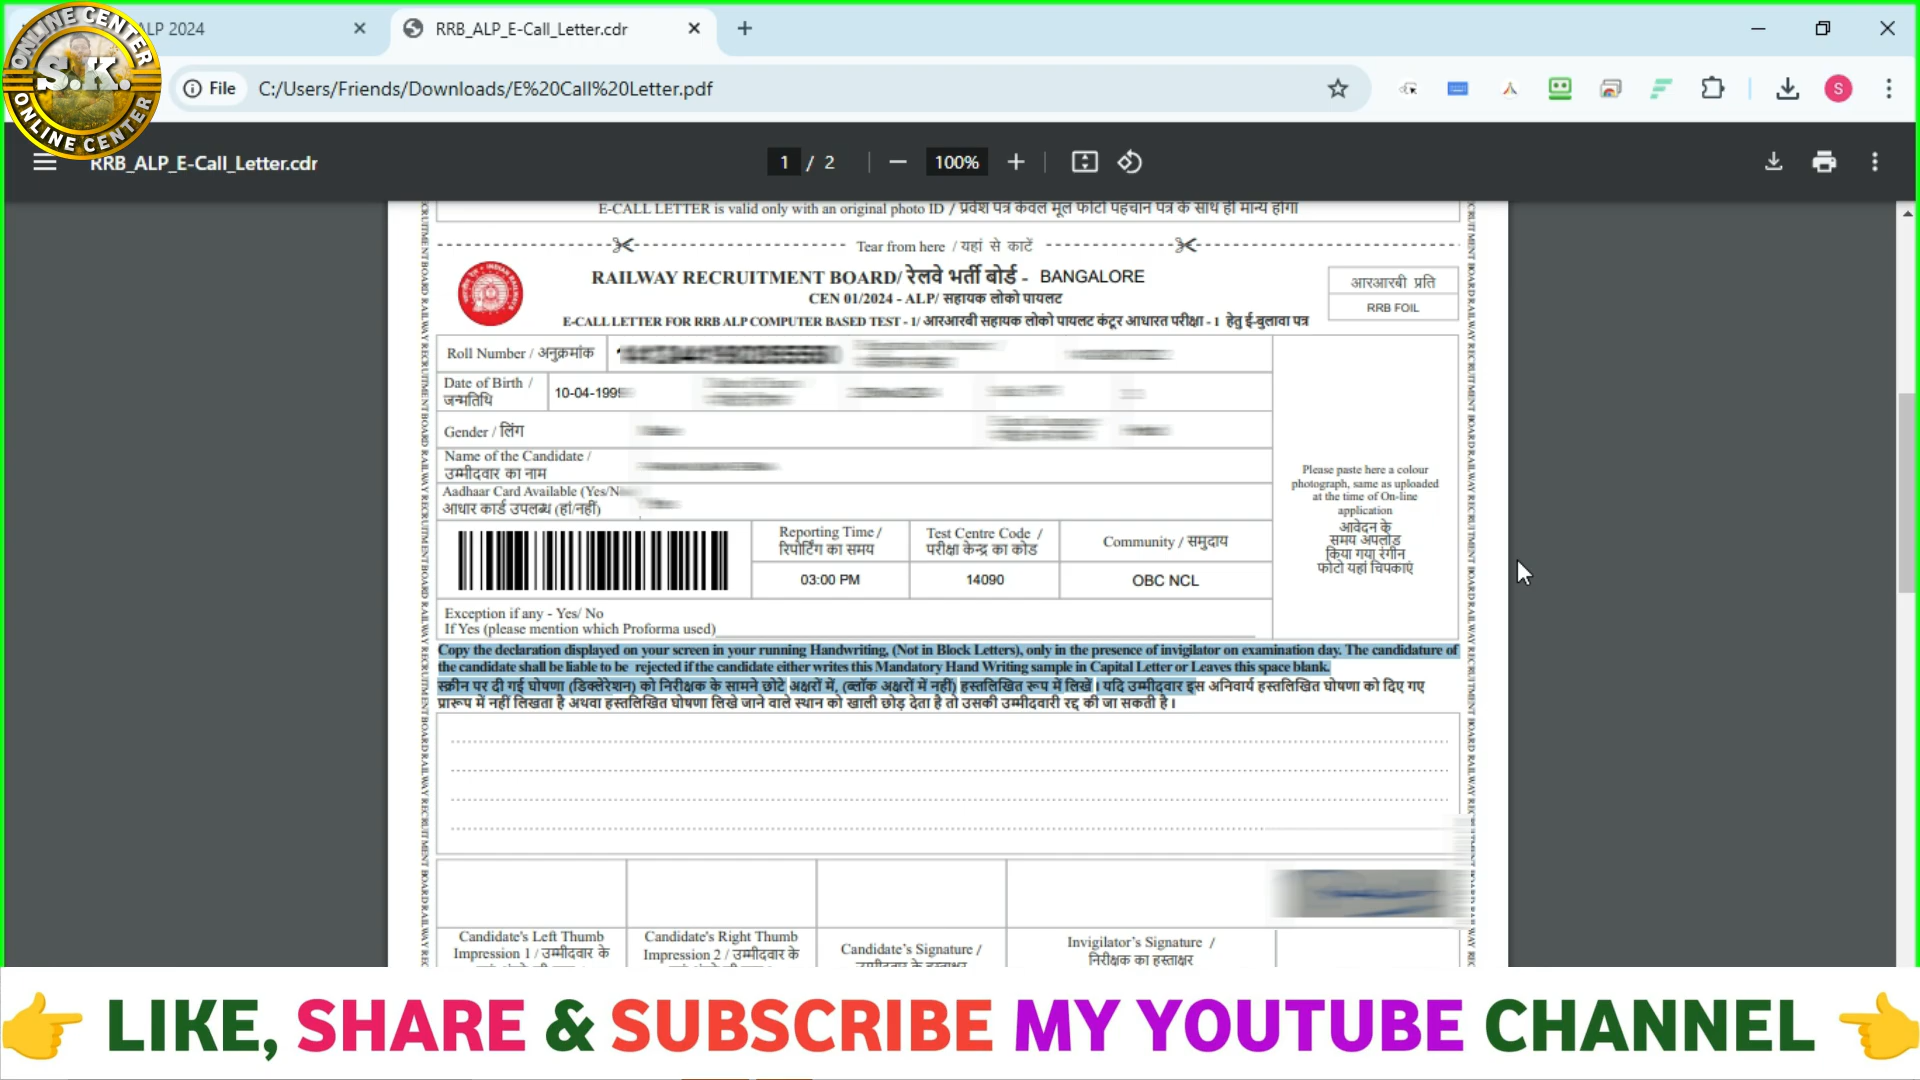 ONLINE CENTER
S.K.
ONLINE CENTER
ALP 2024
RRB_ALP_E-Call_Letter.cdr
File
C:/Users/Friends/Downloads/E%20Call%20Letter.pdf
S
RRB_ALP_E-Call_Letter.cdr
1 / 2
100%
E-CALL LETTER is valid only with an original photo ID / प्रवेश पत्र केवल मूल फोटो पहचान पत्र के साथ ही मान्य होगा
Tear from here / यहां से काटें
RAILWAY RECRUITMENT BOARD/ रेलवे भर्ती बोर्ड - BANGALORE
CEN 01/2024 - ALP/ सहायक लोको पायलट
E-CALL LETTER FOR RRB ALP COMPUTER BASED TEST - 1/ आरआरबी सहायक लोको पायलट कंटूर आधारत परीक्षा - 1 हेतु ई-बुलावा पत्र
आरआरबी प्रति
RRB FOIL
Roll Number / अनुक्रमांक
Date of Birth /
जन्मतिथि
10-04-1995
Gender / लिंग
Name of the Candidate /
उम्मीदवार का नाम
Aadhaar Card Available (Yes/No
आधार कार्ड उपलब्ध (हां/नहीं)
Please paste here a colour
photograph, same as uploaded
at the time of On-line
application
आवेदन के
समय अपलोड
किया गया रंगीन
फोटो यहां चिपकाएं
Reporting Time /
रिपोर्टिंग का समय
Test Centre Code /
परीक्षा केन्द्र का कोड
Community / समुदाय
03:00 PM
14090
OBC NCL
Exception if any - Yes/ No
If Yes (please mention which Proforma used)
Copy the declaration displayed on your screen in your running Handwriting, (Not in Block Letters), only in the presence of invigilator on examination day. The candidature of
the candidate shall be liable to be rejected if the candidate either writes this Mandatory Hand Writing sample in Capital Letter or Leaves this space blank.
स्क्रीन पर दी गई घोषणा (डिक्लेरेशन) को निरीक्षक के सामने छोटे अक्षरों में, (ब्लॉक अक्षरों में नहीं) हस्तलिखित रूप में लिखें । यदि उम्मीदवार इस अनिवार्य हस्तलिखित घोषणा को दिए गए
प्रारूप में नहीं लिखता है अथवा हस्तलिखित घोषणा लिखे जाने वाले स्थान को खाली छोड़ देता है तो उसकी उम्मीदवारी रद्द की जा सकती है ।
Candidate's Left Thumb
Impression 1 / उम्मीदवार के
Candidate's Right Thumb
Impression 2 / उम्मीदवार के
Candidate's Signature /
उम्मीदवार के हस्ताक्षर
Invigilator's Signature /
निरीक्षक का हस्ताक्षर
LIKE, SHARE & SUBSCRIBE MY YOUTUBE CHANNEL